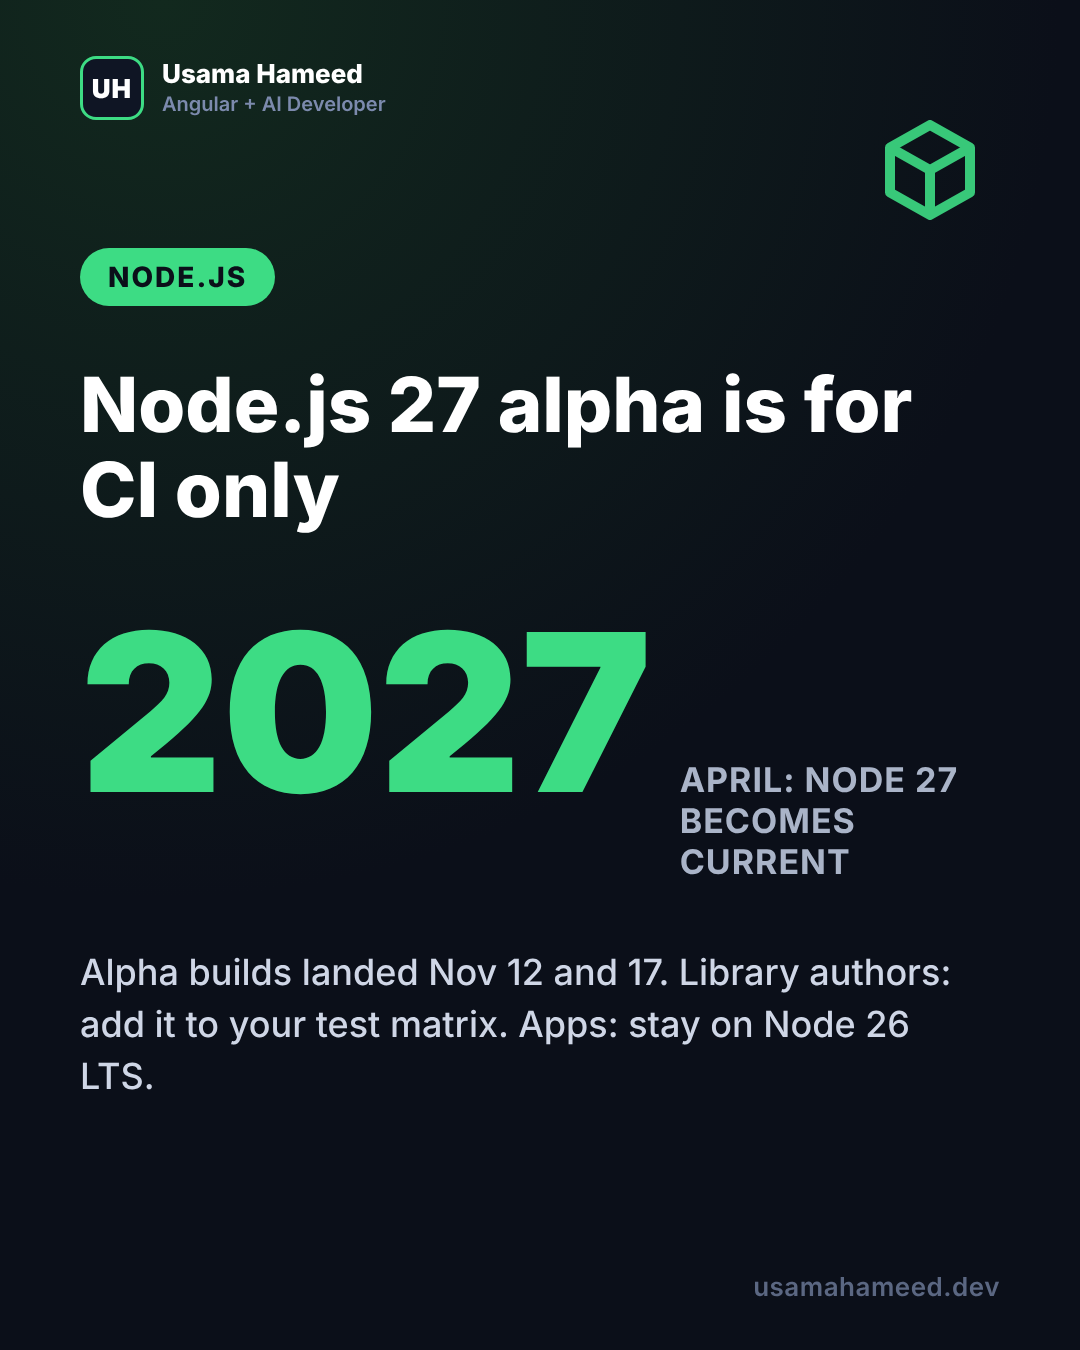 UH
Usama Hameed
Angular + AI Developer
NODE.JS
Node.js 27 alpha is for
CI only
2027
APRIL: NODE 27
BECOMES
CURRENT
Alpha builds landed Nov 12 and 17. Library authors:
add it to your test matrix. Apps: stay on Node 26
LTS.
usamahameed.dev